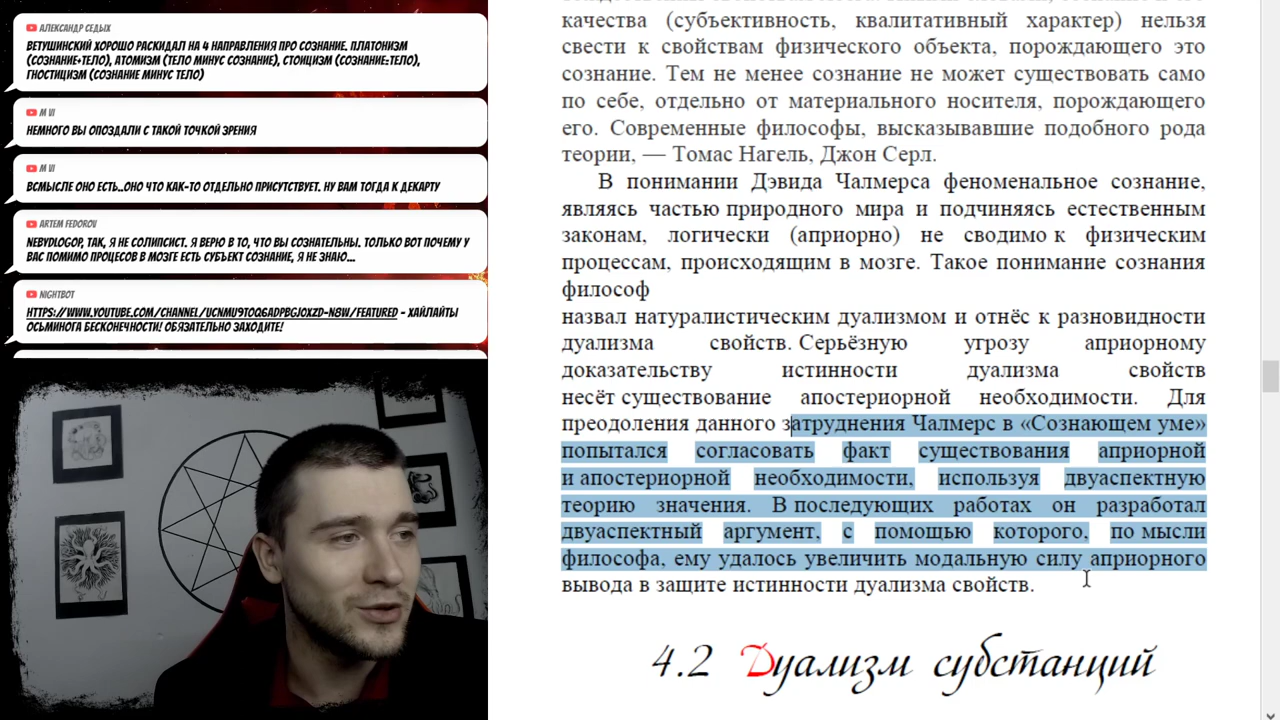 АЛЕКСАНДР СЕДЫХ
ВЕТУШИНСКИЙ ХОРОШО РАСКИДАЛ НА 4 НАПРАВЛЕНИЯ ПРО СОЗНАНИЕ. ПЛАТОНИЗМ
(СОЗНАНИЕ+ТЕЛО), АТОМИЗМ (ТЕЛО МИНУС СОЗНАНИЕ), СТОИЦИЗМ (СОЗНАНИЕ=ТЕЛО),
ГНОСТИЦИЗМ (СОЗНАНИЕ МИНУС ТЕЛО)
M VI
НЕМНОГО ВЫ ОПОЗДАЛИ С ТАКОЙ ТОЧКОЙ ЗРЕНИЯ
M VI
ВСМЫСЛЕ ОНО ЕСТЬ..ОНО ЧТО КАК-ТО ОТДЕЛЬНО ПРИСУТСТВУЕТ. НУ ВАМ ТОГДА К ДЕКАРТУ
ARTEM FEDOROV
NEBYDLOGOP, ТАК, Я НЕ СОЛИПСИСТ. Я ВЕРЮ В ТО, ЧТО ВЫ СОЗНАТЕЛЬНЫ. ТОЛЬКО ВОТ ПОЧЕМУ У
ВАС ПОМИМО ПРОЦЕСОВ В МОЗГЕ ЕСТЬ СУБЪЕКТ СОЗНАНИЕ, Я НЕ ЗНАЮ...
NIGHTBOT
HTTPS://WWW.YOUTUBE.COM/CHANNEL/UCNMU9TOQ6ADPBGJOXZD-N8W/FEATURED - ХАЙЛАЙТЫ
ОСЬМИНОГА БЕСКОНЕЧНОСТИ! ОБЯЗАТЕЛЬНО ЗАХОДИТЕ!
качества (субъективность, квалитативный характер) нельзя
свести к свойствам физического объекта, порождающего это
сознание. Тем не менее сознание не может существовать само
по себе, отдельно от материального носителя, порождающего
его. Современные философы, высказывавшие подобного рода
теории, — Томас Нагель, Джон Серл.
В понимании Дэвида Чалмерса феноменальное сознание,
являясь частью природного мира и подчиняясь естественным
законам, логически (априорно) не сводимо к физическим
процессам, происходящим в мозге. Такое понимание сознания
философ
назвал натуралистическим дуализмом и отнёс к разновидности
дуализма свойств. Серьёзную угрозу априорному
доказательству истинности дуализма свойств
несёт существование апостериорной необходимости. Для
преодоления данного затруднения Чалмерс в «Сознающем уме»
попытался согласовать факт существования априорной
и апостериорной необходимости, используя двуаспектную
теорию значения. В последующих работах он разработал
двуаспектный аргумент, с помощью которого, по мысли
философа, ему удалось увеличить модальную силу априорного
вывода в защите истинности дуализма свойств.
4.2 Дуализм субстанций